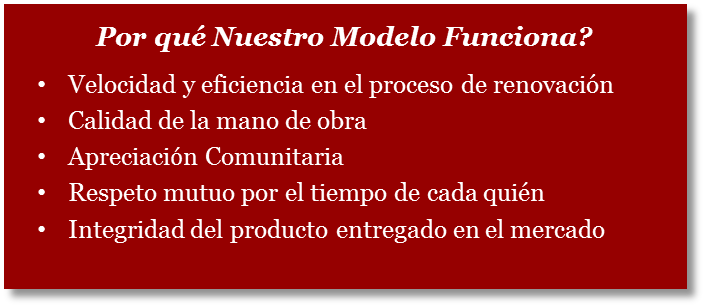 Por qué Nuestro Modelo Funciona?
• Velocidad y eficiencia en el proceso de renovación
• Calidad de la mano de obra
• Apreciación Comunitaria
• Respeto mutuo por el tiempo de cada quién
• Integridad del producto entregado en el mercado